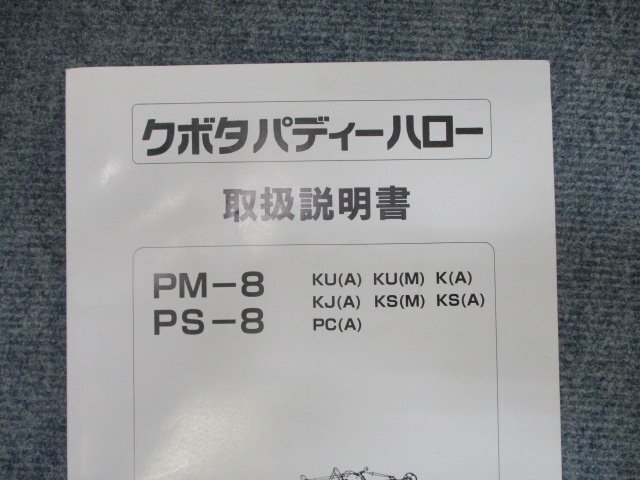 クボタパディーハロー
取扱説明書
PM-8 KU(A) KU(M) K(A)
KJ(A) KS(M) KS(A)
PS-8 PC(A)